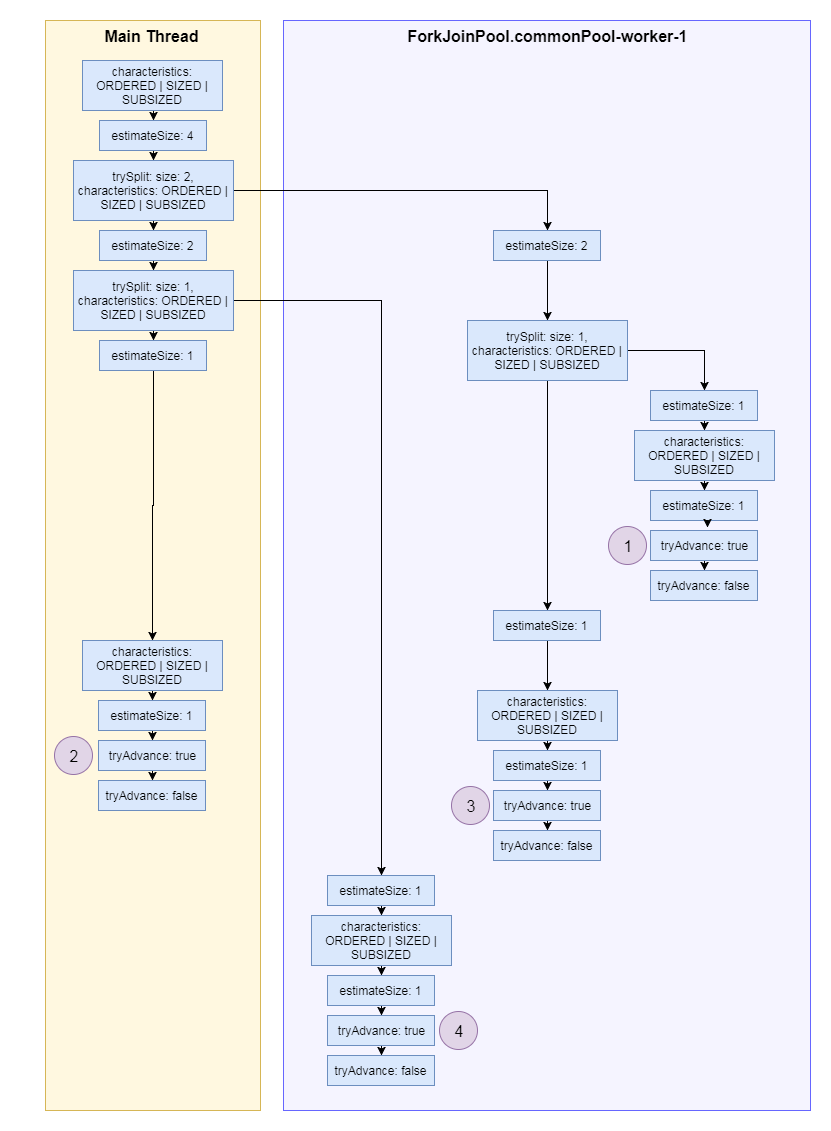 Main Thread
characteristics:
ORDERED | SIZED |
SUBSIZED
estimateSize: 4
trySplit: size: 2,
characteristics: ORDERED |
SIZED | SUBSIZED
estimateSize: 2
trySplit: size: 1,
characteristics: ORDERED |
SIZED | SUBSIZED
estimateSize: 1
characteristics:
ORDERED | SIZED |
SUBSIZED
estimateSize: 1
2
tryAdvance: true
tryAdvance: false
ForkJoinPool.commonPool-worker-1
estimateSize: 2
trySplit: size: 1,
characteristics: ORDERED |
SIZED | SUBSIZED
estimateSize: 1
characteristics:
ORDERED | SIZED |
SUBSIZED
estimateSize: 1
1
tryAdvance: true
tryAdvance: false
estimateSize: 1
characteristics:
ORDERED | SIZED |
SUBSIZED
estimateSize: 1
3
tryAdvance: true
tryAdvance: false
estimateSize: 1
characteristics:
ORDERED | SIZED |
SUBSIZED
estimateSize: 1
tryAdvance: true
4
tryAdvance: false